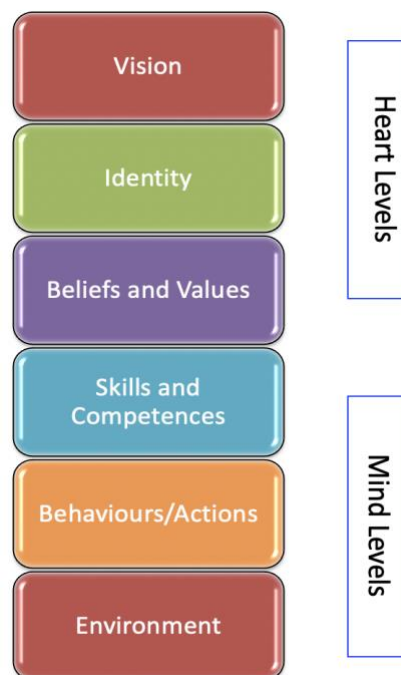 Vision
Identity
Beliefs and Values
Skills and
Competences
Behaviours/Actions
Environment
Heart Levels
Mind Levels